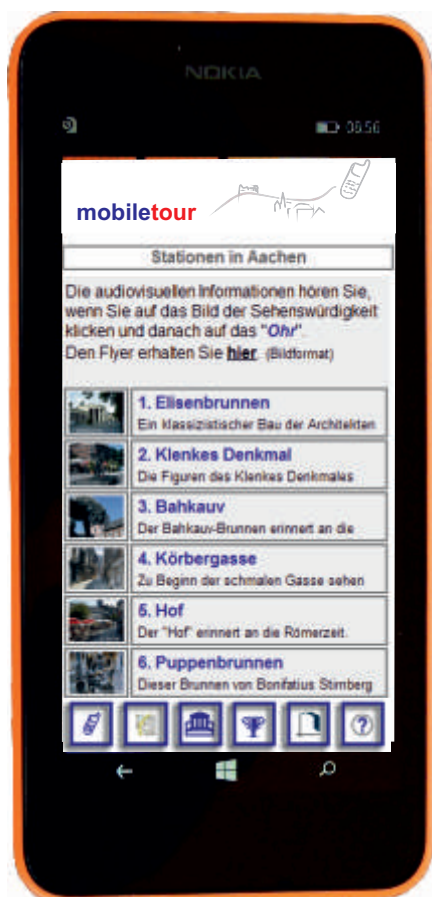 NOKIA
08:56
mobiletour
Stationen in Aachen
Die audiovisuellen Informationen hören Sie,
wenn Sie auf das Bild der Sehenswürdigkeit
klicken und danach auf das "Ohr".
Den Flyer erhalten Sie hier. (Bildformat)
1. Elisenbrunnen
Ein klassizistischer Bau der Architekten
2. Klenkes Denkmal
Die Figuren des Klenkes Denkmales
3. Bahkauv
Der Bahkauv-Brunnen erinnert an die
4. Körbergasse
Zu Beginn der schmalen Gasse sehen
5. Hof
Der "Hof" erinnert an die Römerzeit.
6. Puppenbrunnen
Dieser Brunnen von Bonifatius Stirnberg
?